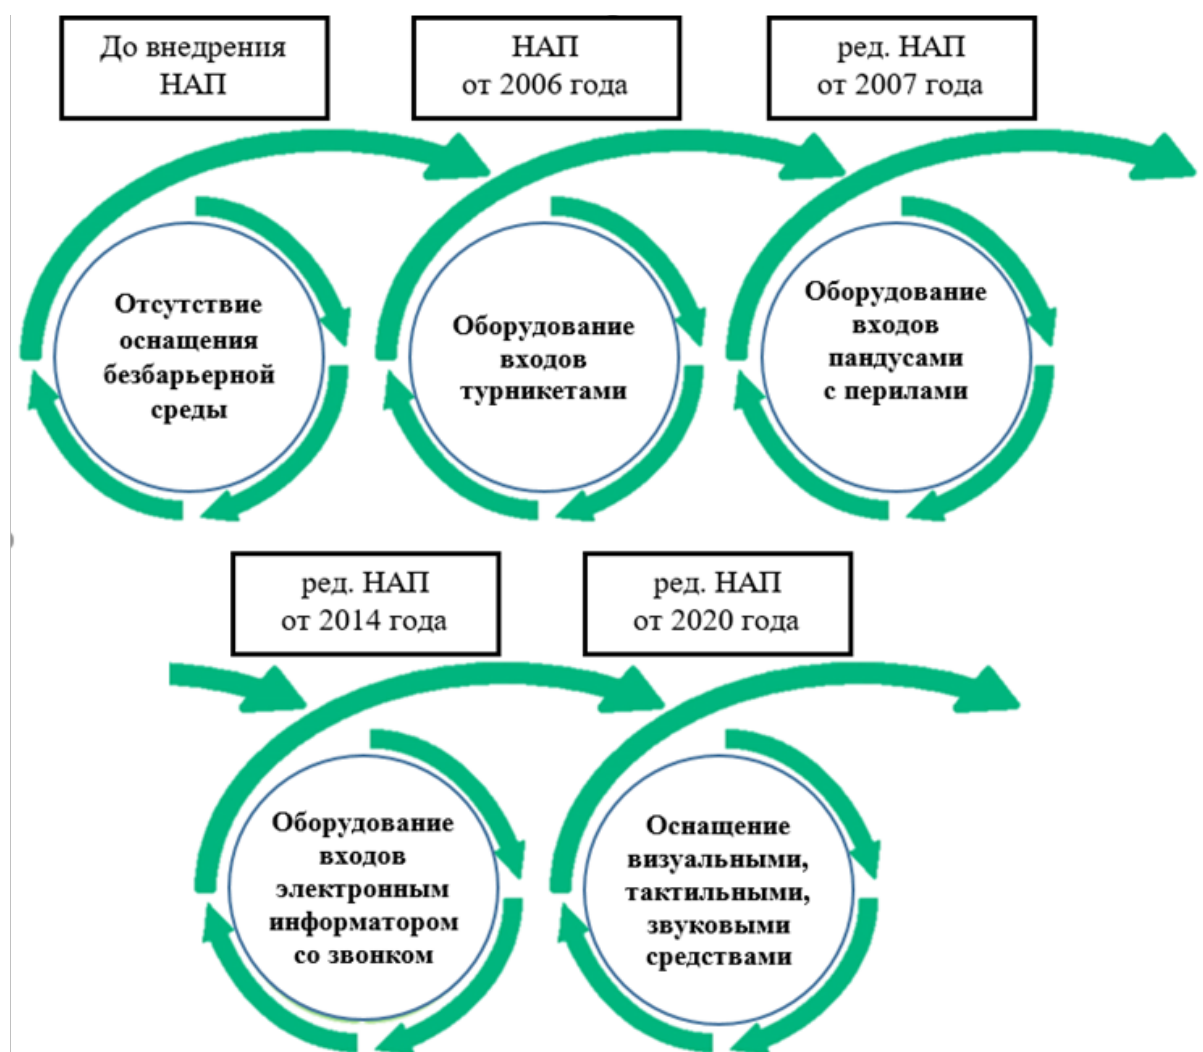 До внедрения
НАП
НАП
от 2006 года
ред. НАП
от 2007 года
Отсутствие
оснащения
безбарьерной
среды
Оборудование
входов
турникетами
Оборудование
входов
пандусами
с перилами
ред. НАП
от 2014 года
ред. НАП
от 2020 года
Оборудование
входов
электронным
информатором
со звонком
Оснащение
визуальными,
тактильными,
звуковыми
средствами